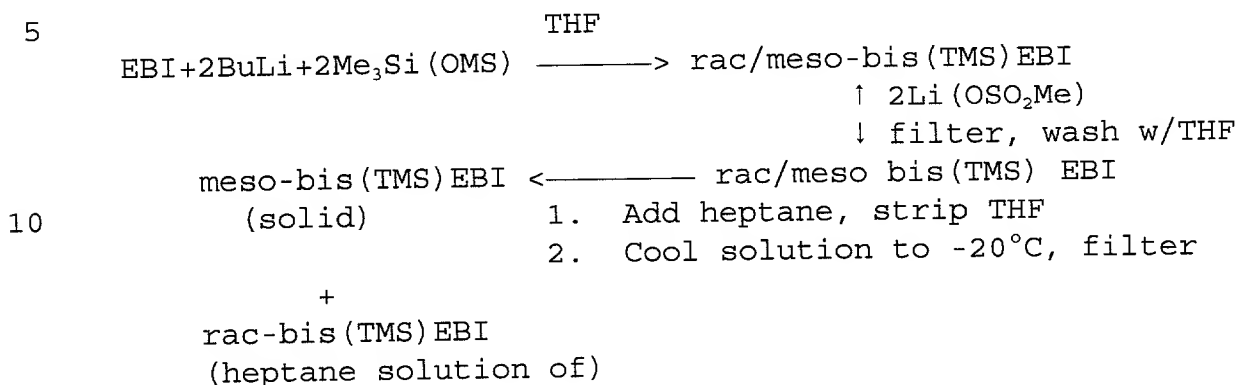 5
THF
EBI+2BuLi+2Me₃Si(OMS) ———> rac/meso-bis(TMS)EBI
↑ 2Li(OSO₂Me)
↓ filter, wash w/THF
meso-bis(TMS)EBI <——— rac/meso bis(TMS) EBI
10 (solid) 1. Add heptane, strip THF
2. Cool solution to -20°C, filter
+
rac-bis(TMS)EBI
(heptane solution of)